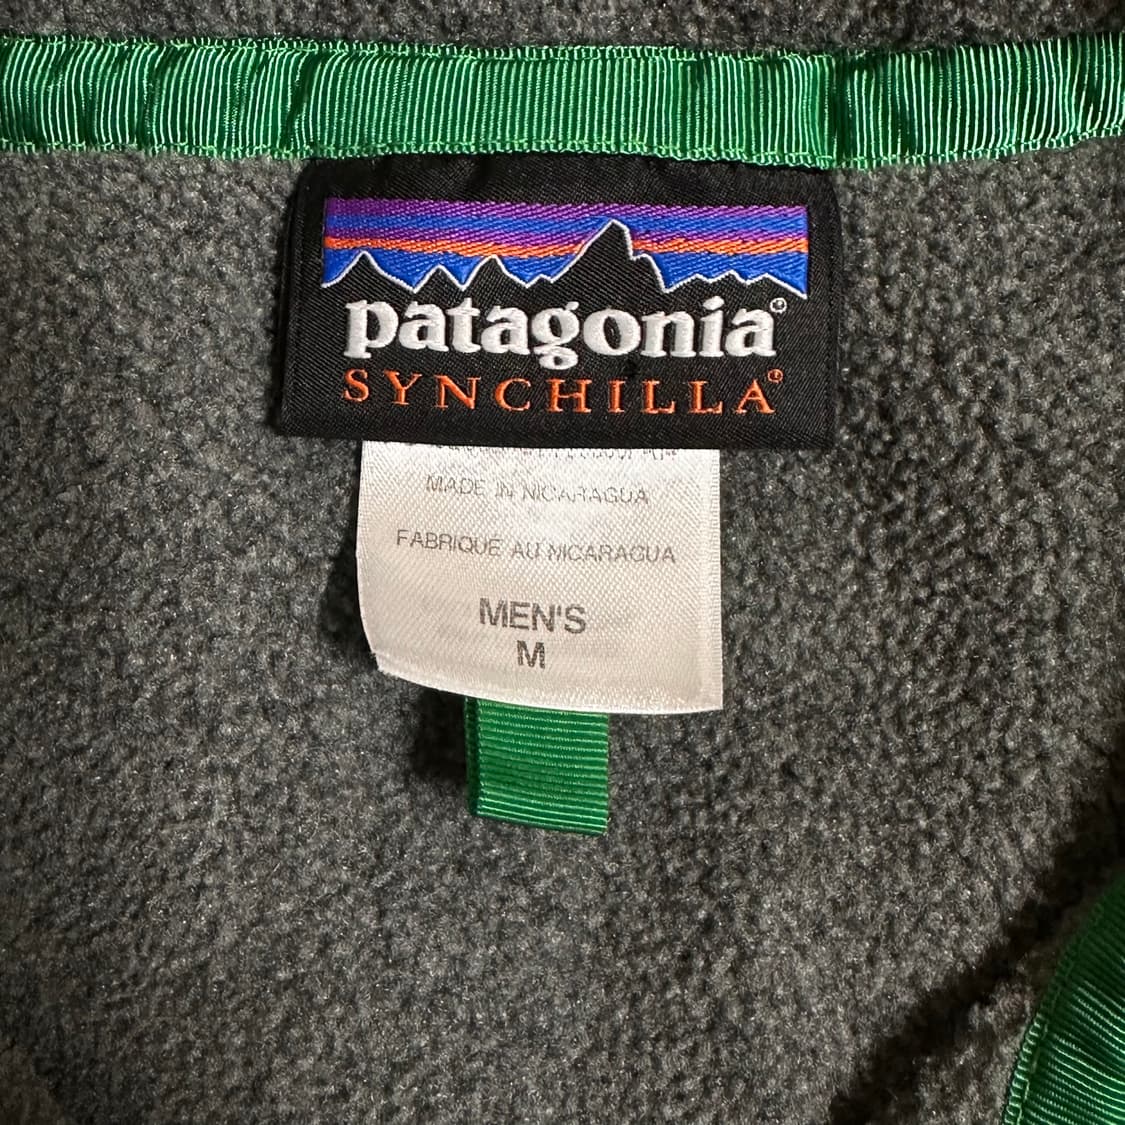 patagonia®
SYNCHILLA®
MADE IN NICARAGUA
FABRIQUE AU NICARAGUA
MEN'S
M